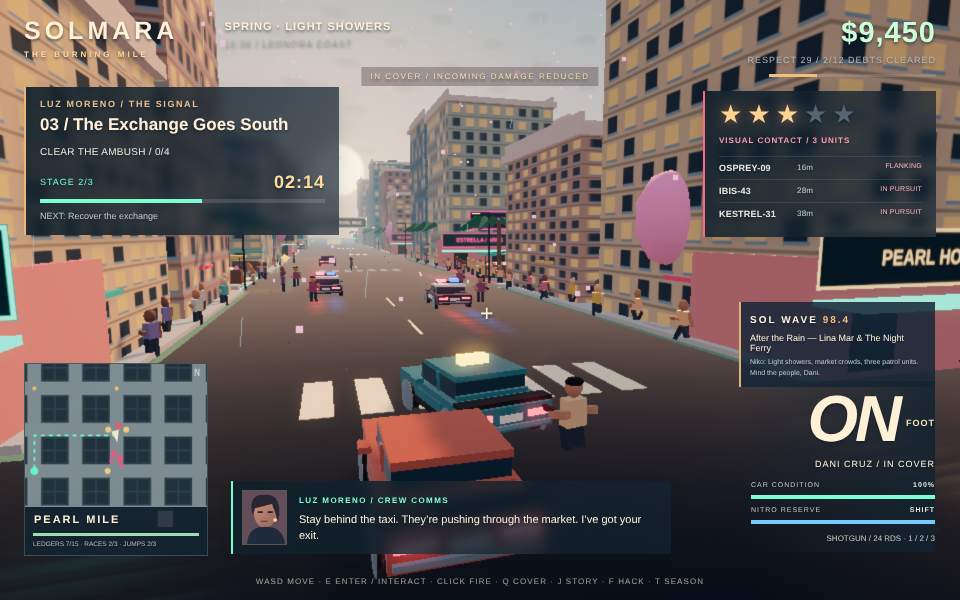 SOLMARA
THE BURNING MILE
SPRING · LIGHT SHOWERS
LEONORA COAST
$9,450
RESPECT 29 / 2/12 DEBTS CLEARED
IN COVER / INCOMING DAMAGE REDUCED
LUZ MORENO / THE SIGNAL
03 / The Exchange Goes South
CLEAR THE AMBUSH / 0/4
STAGE 2/3
02:14
NEXT: Recover the exchange
VISUAL CONTACT / 3 UNITS
OSPREY-09 16m FLANKING
IBIS-43 28m IN PURSUIT
KESTREL-31 38m IN PURSUIT
ESTRELLA
PEARL HO
SOL WAVE 98.4
After the Rain — Lina Mar & The Night
Ferry
Niko: Light showers, market crowds, three patrol units.
Mind the people, Dani.
N
PEARL MILE
LEDGERS 7/15 · RACES 2/3 · JUMPS 2/3
LUZ MORENO / CREW COMMS
Stay behind the taxi. They're pushing through the market. I've got your
exit.
ON FOOT
DANI CRUZ / IN COVER
CAR CONDITION 100%
NITRO RESERVE SHIFT
SHOTGUN / 24 RDS · 1 / 2 / 3
WASD MOVE · E ENTER / INTERACT · CLICK FIRE · Q COVER · J STORY · F HACK · T SEASON